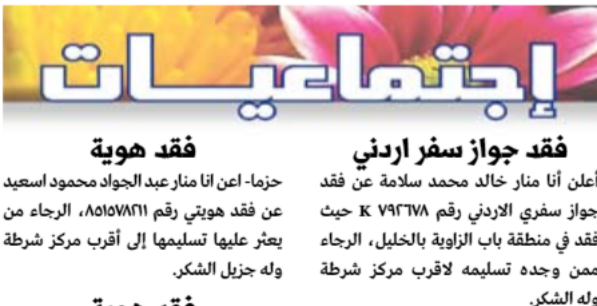 إجتماعيات
فقد جواز سفر اردني
أعلن أنا منار خالد محمد سلامة عن فقد
جواز سفري الاردني رقم K ٧٩٢٦٧٨ حيث
فقد في منطقة باب الزاوية بالخليل، الرجاء
ممن وجده تسليمه لاقرب مركز شرطة
وله الشكر.
فقد هوية
حزما- اعن انا منار عبد الجواد محمود اسعيد
عن فقد هويتي رقم ٨٥١٥٧٨٢١١، الرجاء من
يعثر عليها تسليمها إلى أقرب مركز شرطة
وله جزيل الشكر.
فقد هوية